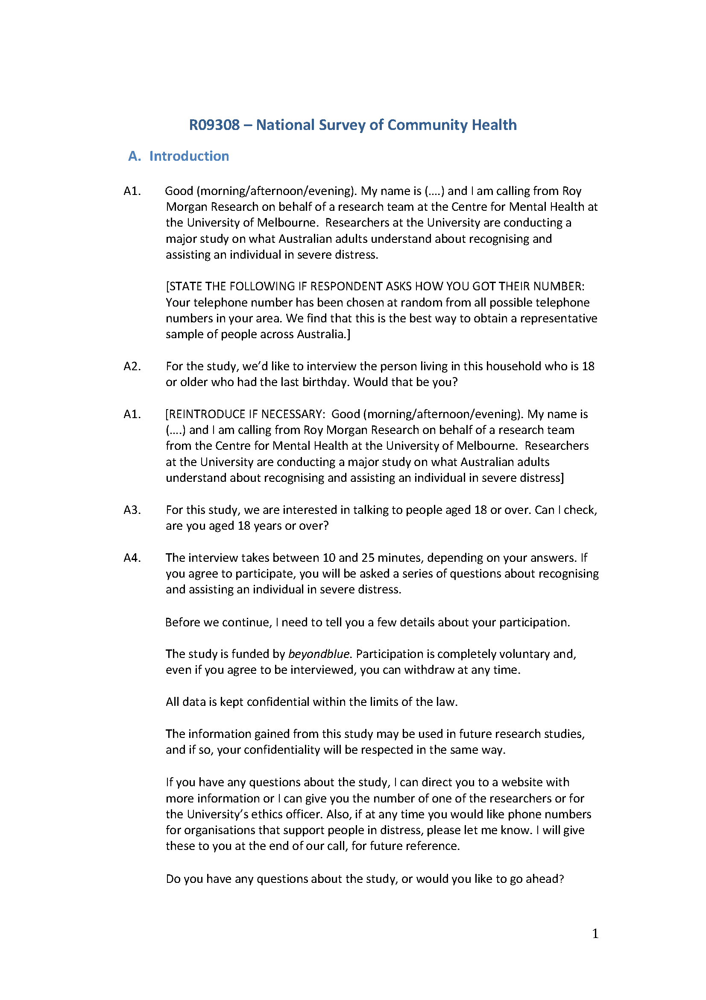 R09308 – National Survey of Community Health
A. Introduction
A1. Good (morning/afternoon/evening). My name is (....) and I am calling from Roy
Morgan Research on behalf of a research team at the Centre for Mental Health at
the University of Melbourne.  Researchers at the University are conducting a
major study on what Australian adults understand about recognising and
assisting an individual in severe distress.
[STATE THE FOLLOWING IF RESPONDENT ASKS HOW YOU GOT THEIR NUMBER:
Your telephone number has been chosen at random from all possible telephone
numbers in your area. We find that this is the best way to obtain a representative
sample of people across Australia.]
A2. For the study, we’d like to interview the person living in this household who is 18
or older who had the last birthday. Would that be you?
A1. [REINTRODUCE IF NECESSARY:  Good (morning/afternoon/evening). My name is
(....) and I am calling from Roy Morgan Research on behalf of a research team
from the Centre for Mental Health at the University of Melbourne.  Researchers
at the University are conducting a major study on what Australian adults
understand about recognising and assisting an individual in severe distress]
A3. For this study, we are interested in talking to people aged 18 or over. Can I check,
are you aged 18 years or over?
A4. The interview takes between 10 and 25 minutes, depending on your answers. If
you agree to participate, you will be asked a series of questions about recognising
and assisting an individual in severe distress.
Before we continue, I need to tell you a few details about your participation.
The study is funded by beyondblue. Participation is completely voluntary and,
even if you agree to be interviewed, you can withdraw at any time.
All data is kept confidential within the limits of the law.
The information gained from this study may be used in future research studies,
and if so, your confidentiality will be respected in the same way.
If you have any questions about the study, I can direct you to a website with
more information or I can give you the number of one of the researchers or for
the University’s ethics officer. Also, if at any time you would like phone numbers
for organisations that support people in distress, please let me know. I will give
these to you at the end of our call, for future reference.
Do you have any questions about the study, or would you like to go ahead?
1